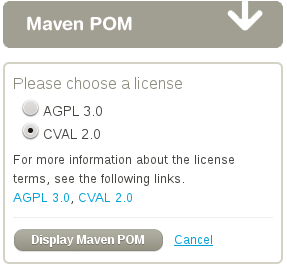 Maven POM
Please choose a license
AGPL 3.0
CVAL 2.0
For more information about the license
terms, see the following links.
AGPL 3.0, CVAL 2.0
Display Maven POM Cancel